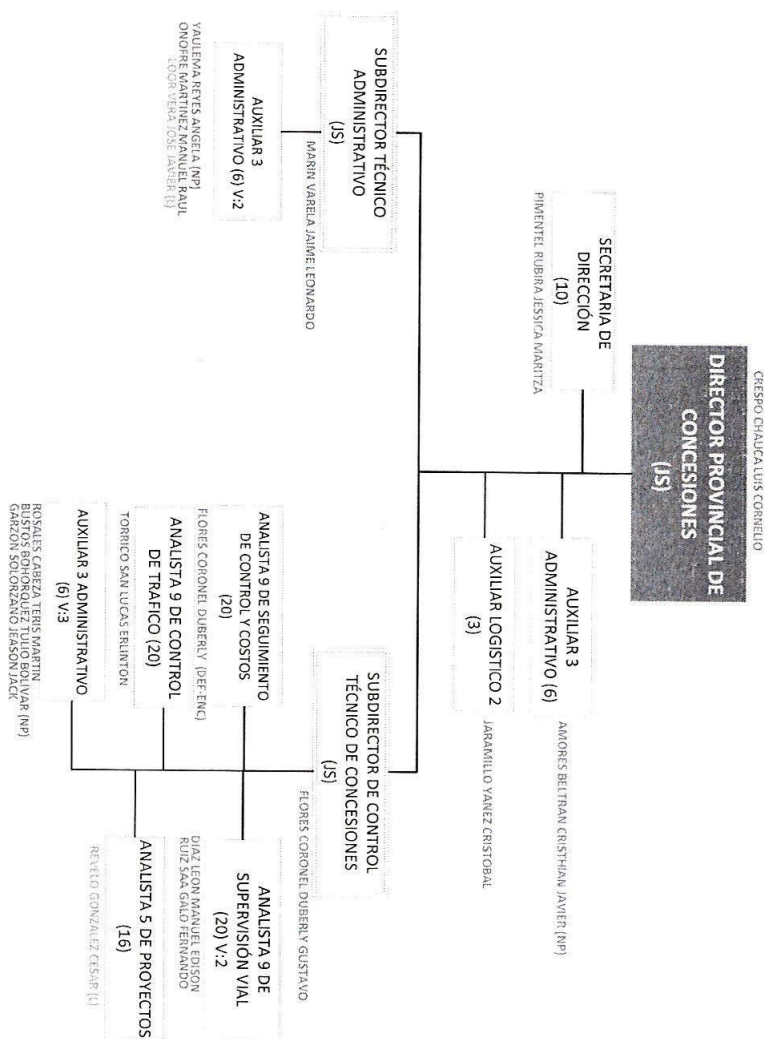 CRESPO CHAUCA LUIS CORNELIO
DIRECTOR PROVINCIAL DE
CONCESIONES
(JS)
SECRETARIA DE
DIRECCIÓN
(10)
PIMENTEL RUBIRA JESSICA MARITZA
AUXILIAR 3
ADMINISTRATIVO (6)
AMORES BELTRAN CRISTHIAN JAVIER (NP)
AUXILIAR LOGISTICO 2
(3)
JARAMILLO YANEZ CRISTOBAL
SUBDIRECTOR TÉCNICO
ADMINISTRATIVO
(JS)
MARIN VARELA JAIME LEONARDO
AUXILIAR 3
ADMINISTRATIVO (6) V:2
YAULEMA REYES ANGELA (NP)
ONOFRE MARTINEZ MANUEL RAUL
LOOR VERA JOSE JAVIER (L)
SUBDIRECTOR DE CONTROL
TÉCNICO DE CONCESIONES
(JS)
FLORES CORONEL DUBERLY GUSTAVO
ANALISTA 9 DE SEGUIMIENTO
DE CONTROL Y COSTOS
(20)
FLORES CORONEL DUBERLY (DEF-ENC)
ANALISTA 9 DE
SUPERVISIÓN VIAL
(20) V:2
DIAZ LEON MANUEL EDISON
RUIZ SAA GALO FERNANDO
ANALISTA 9 DE CONTROL
DE TRAFICO (20)
TORRICO SAN LUCAS ERLINTON
ANALISTA 5 DE PROYECTOS
(16)
REVELO GONZALEZ CESAR (L)
AUXILIAR 3 ADMINISTRATIVO
(6) V:3
ROSALES CABEZA TERIS MARTIN
BUSTOS BOHORQUEZ TULIO BOLIVAR (NP)
GARZON SOLORZANO JEASON JACK